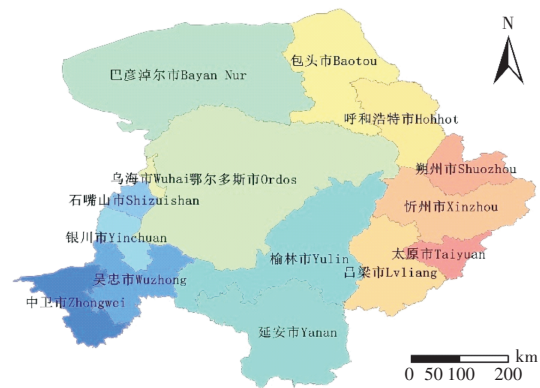 N
包头市Baotou
巴彦淖尔市Bayan Nur
呼和浩特市Hohhot
朔州市Shuozhou
乌海市Wuhai鄂尔多斯市Ordos
石嘴山市Shizuishan
忻州市Xinzhou
银川市Yinchuan
榆林市Yulin
太原市Taiyuan
吕梁市Lvliang
吴忠市Wuzhong
中卫市Zhongwei
延安市Yanan
km
0 50 100 200